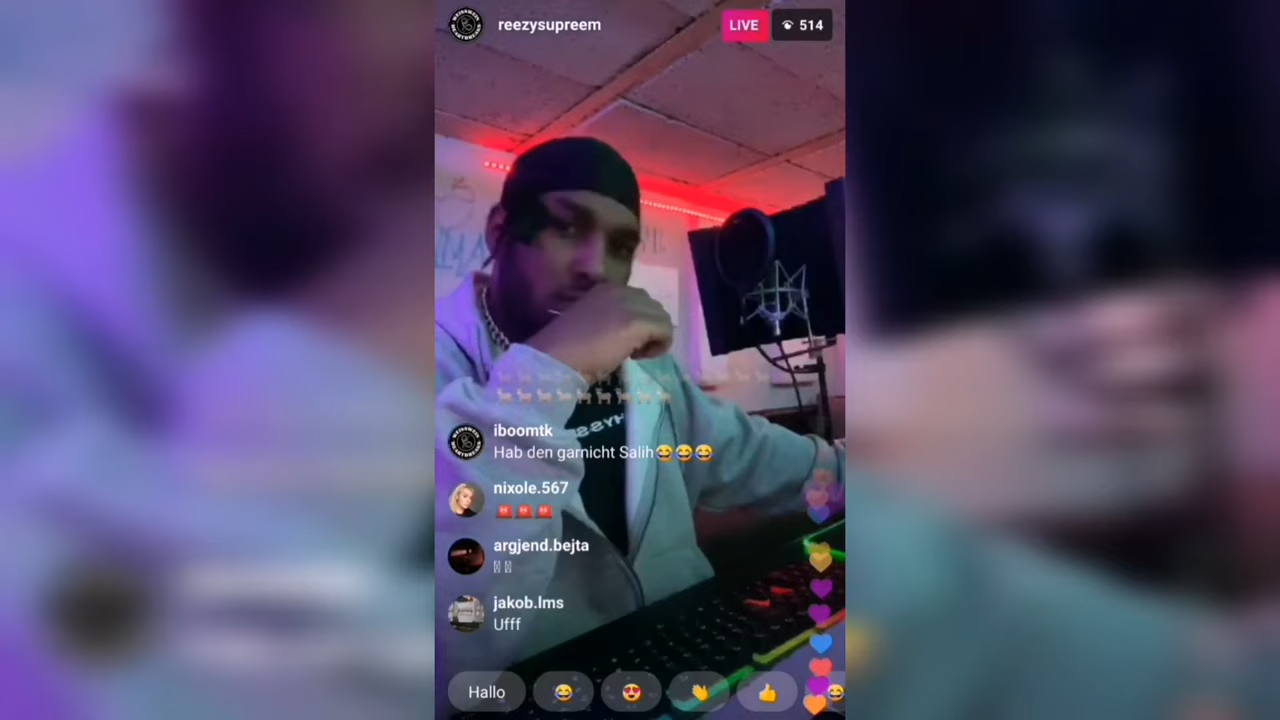 reezysupreem
LIVE
514
iboomtk
Hab den garnicht Salih😂😂😂
nixole.567
🚨🚨🚨
argjend.bejta
jakob.lms
Ufff
Hallo